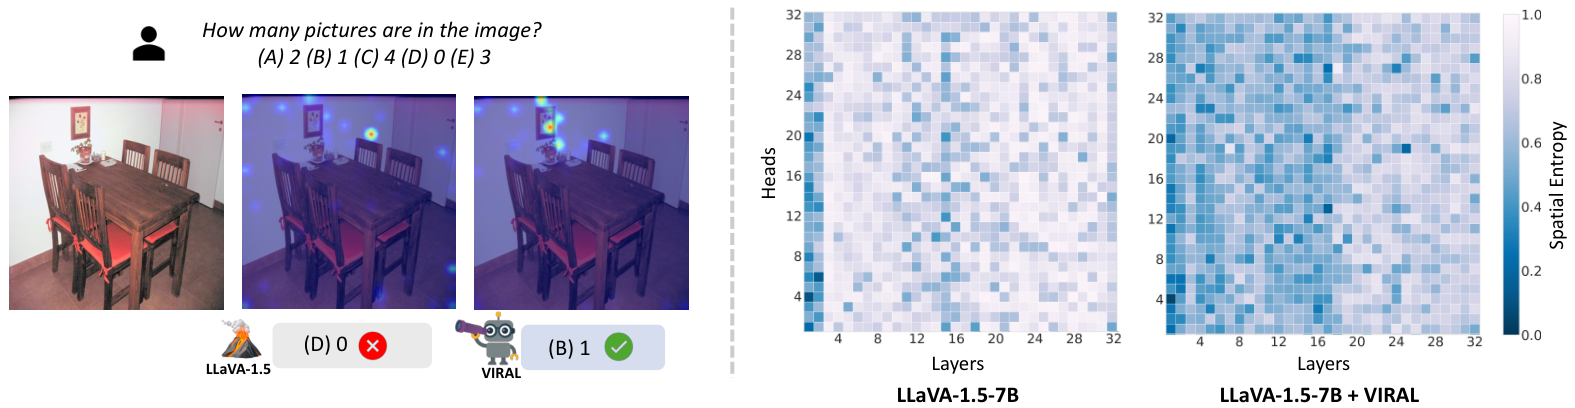 How many pictures are in the image?
(A) 2 (B) 1 (C) 4 (D) 0 (E) 3
(D) 0
LLaVA-1.5
(B) 1
VIRAL
Heads
32
28
24
20
16
12
8
4
4 8 12 16 20 24 28 32
Layers
LLaVA-1.5-7B
32
28
24
20
16
12
8
4
4 8 12 16 20 24 28 32
Layers
LLaVA-1.5-7B + VIRAL
1.0
0.8
0.6
0.4
0.2
0.0
Spatial Entropy